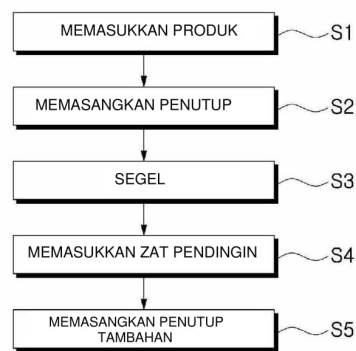 MEMASUKKAN PRODUK
S1
MEMASANGKAN PENUTUP
S2
SEGEL
S3
MEMASUKKAN ZAT PENDINGIN
S4
MEMASANGKAN PENUTUP
TAMBAHAN
S5